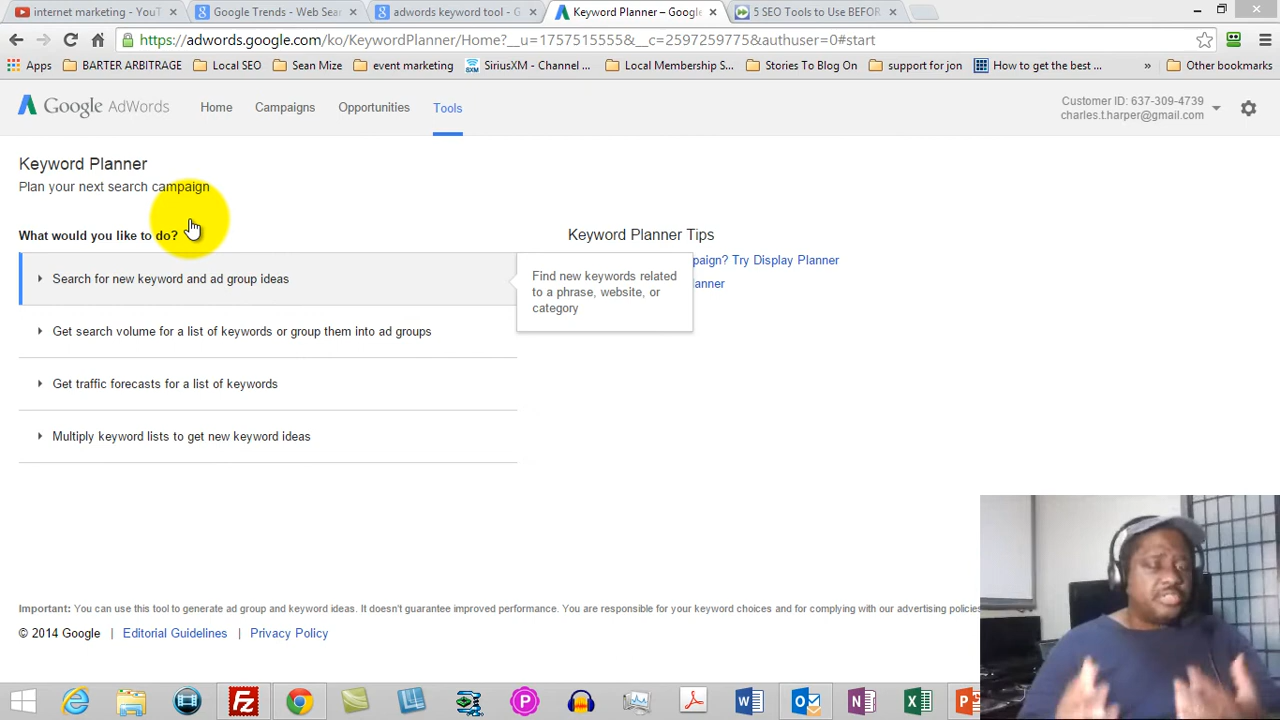 internet marketing - YouT
Google Trends - Web Sear
adwords keyword tool - G
Keyword Planner – Google
5 SEO Tools to Use BEFOR
https://adwords.google.com/ko/KeywordPlanner/Home?__u=1757515555&__c=2597259775&authuser=0#start
Apps
BARTER ARBITRAGE
Local SEO
Sean Mize
event marketing
SiriusXM - Channel ...
Local Membership S...
Stories To Blog On
support for jon
How to get the best ...
»
Other bookmarks
Google AdWords
Home
Campaigns
Opportunities
Tools
Customer ID: 637-309-4739
charles.t.harper@gmail.com
Keyword Planner
Plan your next search campaign
What would you like to do?
Search for new keyword and ad group ideas
Get search volume for a list of keywords or group them into ad groups
Get traffic forecasts for a list of keywords
Multiply keyword lists to get new keyword ideas
Keyword Planner Tips
paign? Try Display Planner
anner
Find new keywords related
to a phrase, website, or
category
Important: You can use this tool to generate ad group and keyword ideas. It doesn't guarantee improved performance. You are responsible for your keyword choices and for complying with our advertising policies
© 2014 Google | Editorial Guidelines | Privacy Policy